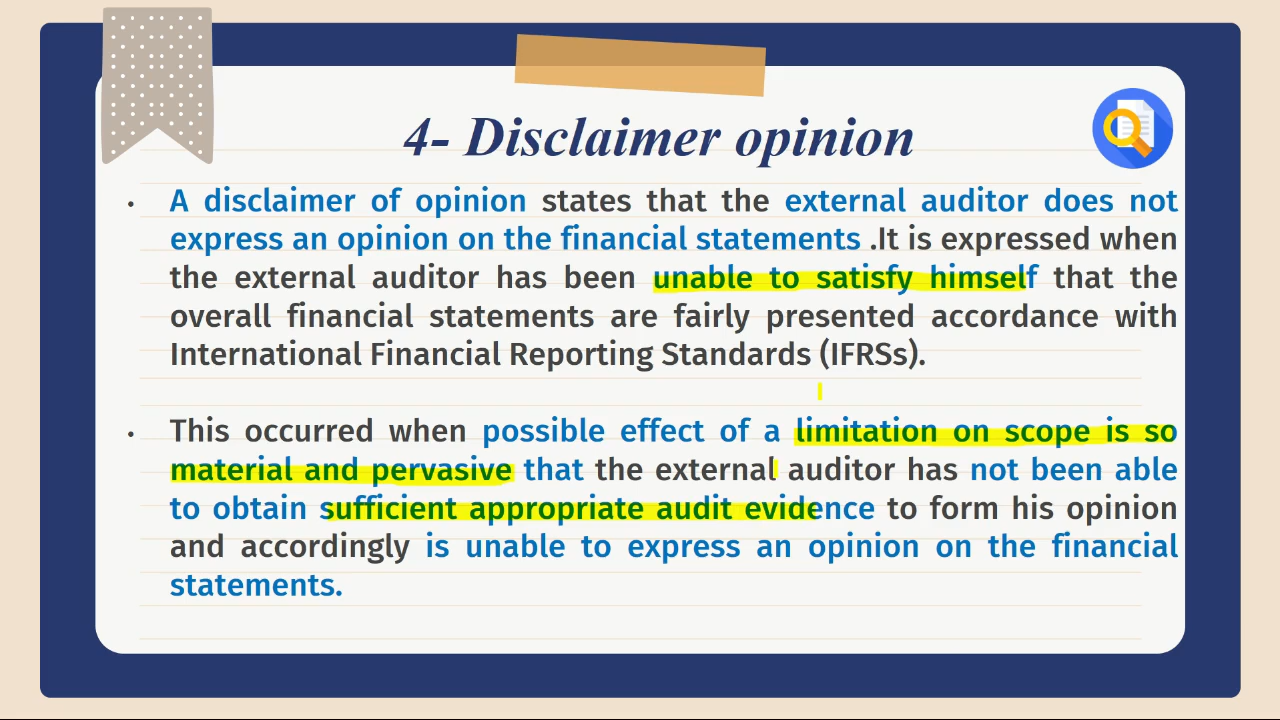 4- Disclaimer opinion
• A disclaimer of opinion states that the external auditor does not
express an opinion on the financial statements .It is expressed when
the external auditor has been unable to satisfy himself that the
overall financial statements are fairly presented accordance with
International Financial Reporting Standards (IFRSs).
• This occurred when possible effect of a limitation on scope is so
material and pervasive that the external auditor has not been able
to obtain sufficient appropriate audit evidence to form his opinion
and accordingly is unable to express an opinion on the financial
statements.